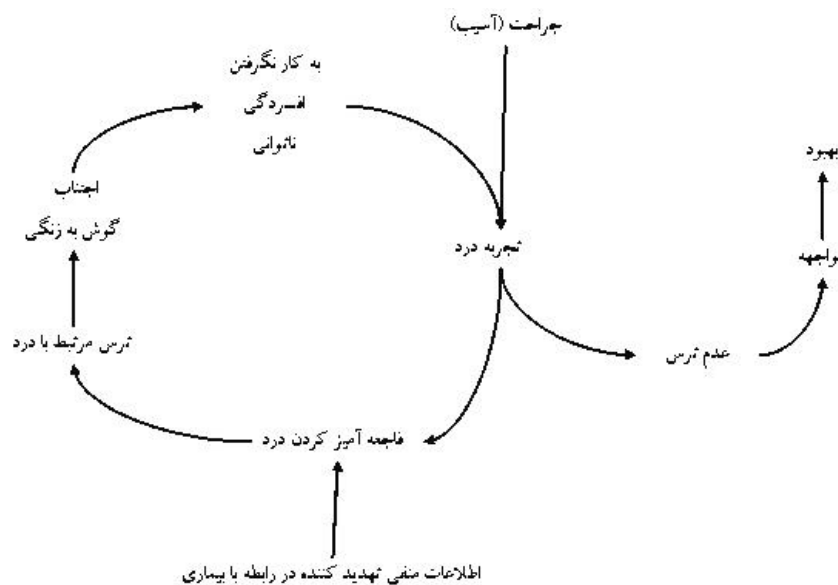 جراحت (آسیب)
به کار نگرفتن
افسردگی
ناتوانی
بهبود
اجتناب
گوش به زنگی
تجربه درد
مواجهه
ترس مرتبط با درد
عدم ترس
فاجعه آمیز کردن درد
اطلاعات منفی تهدید کننده در رابطه با بیماری